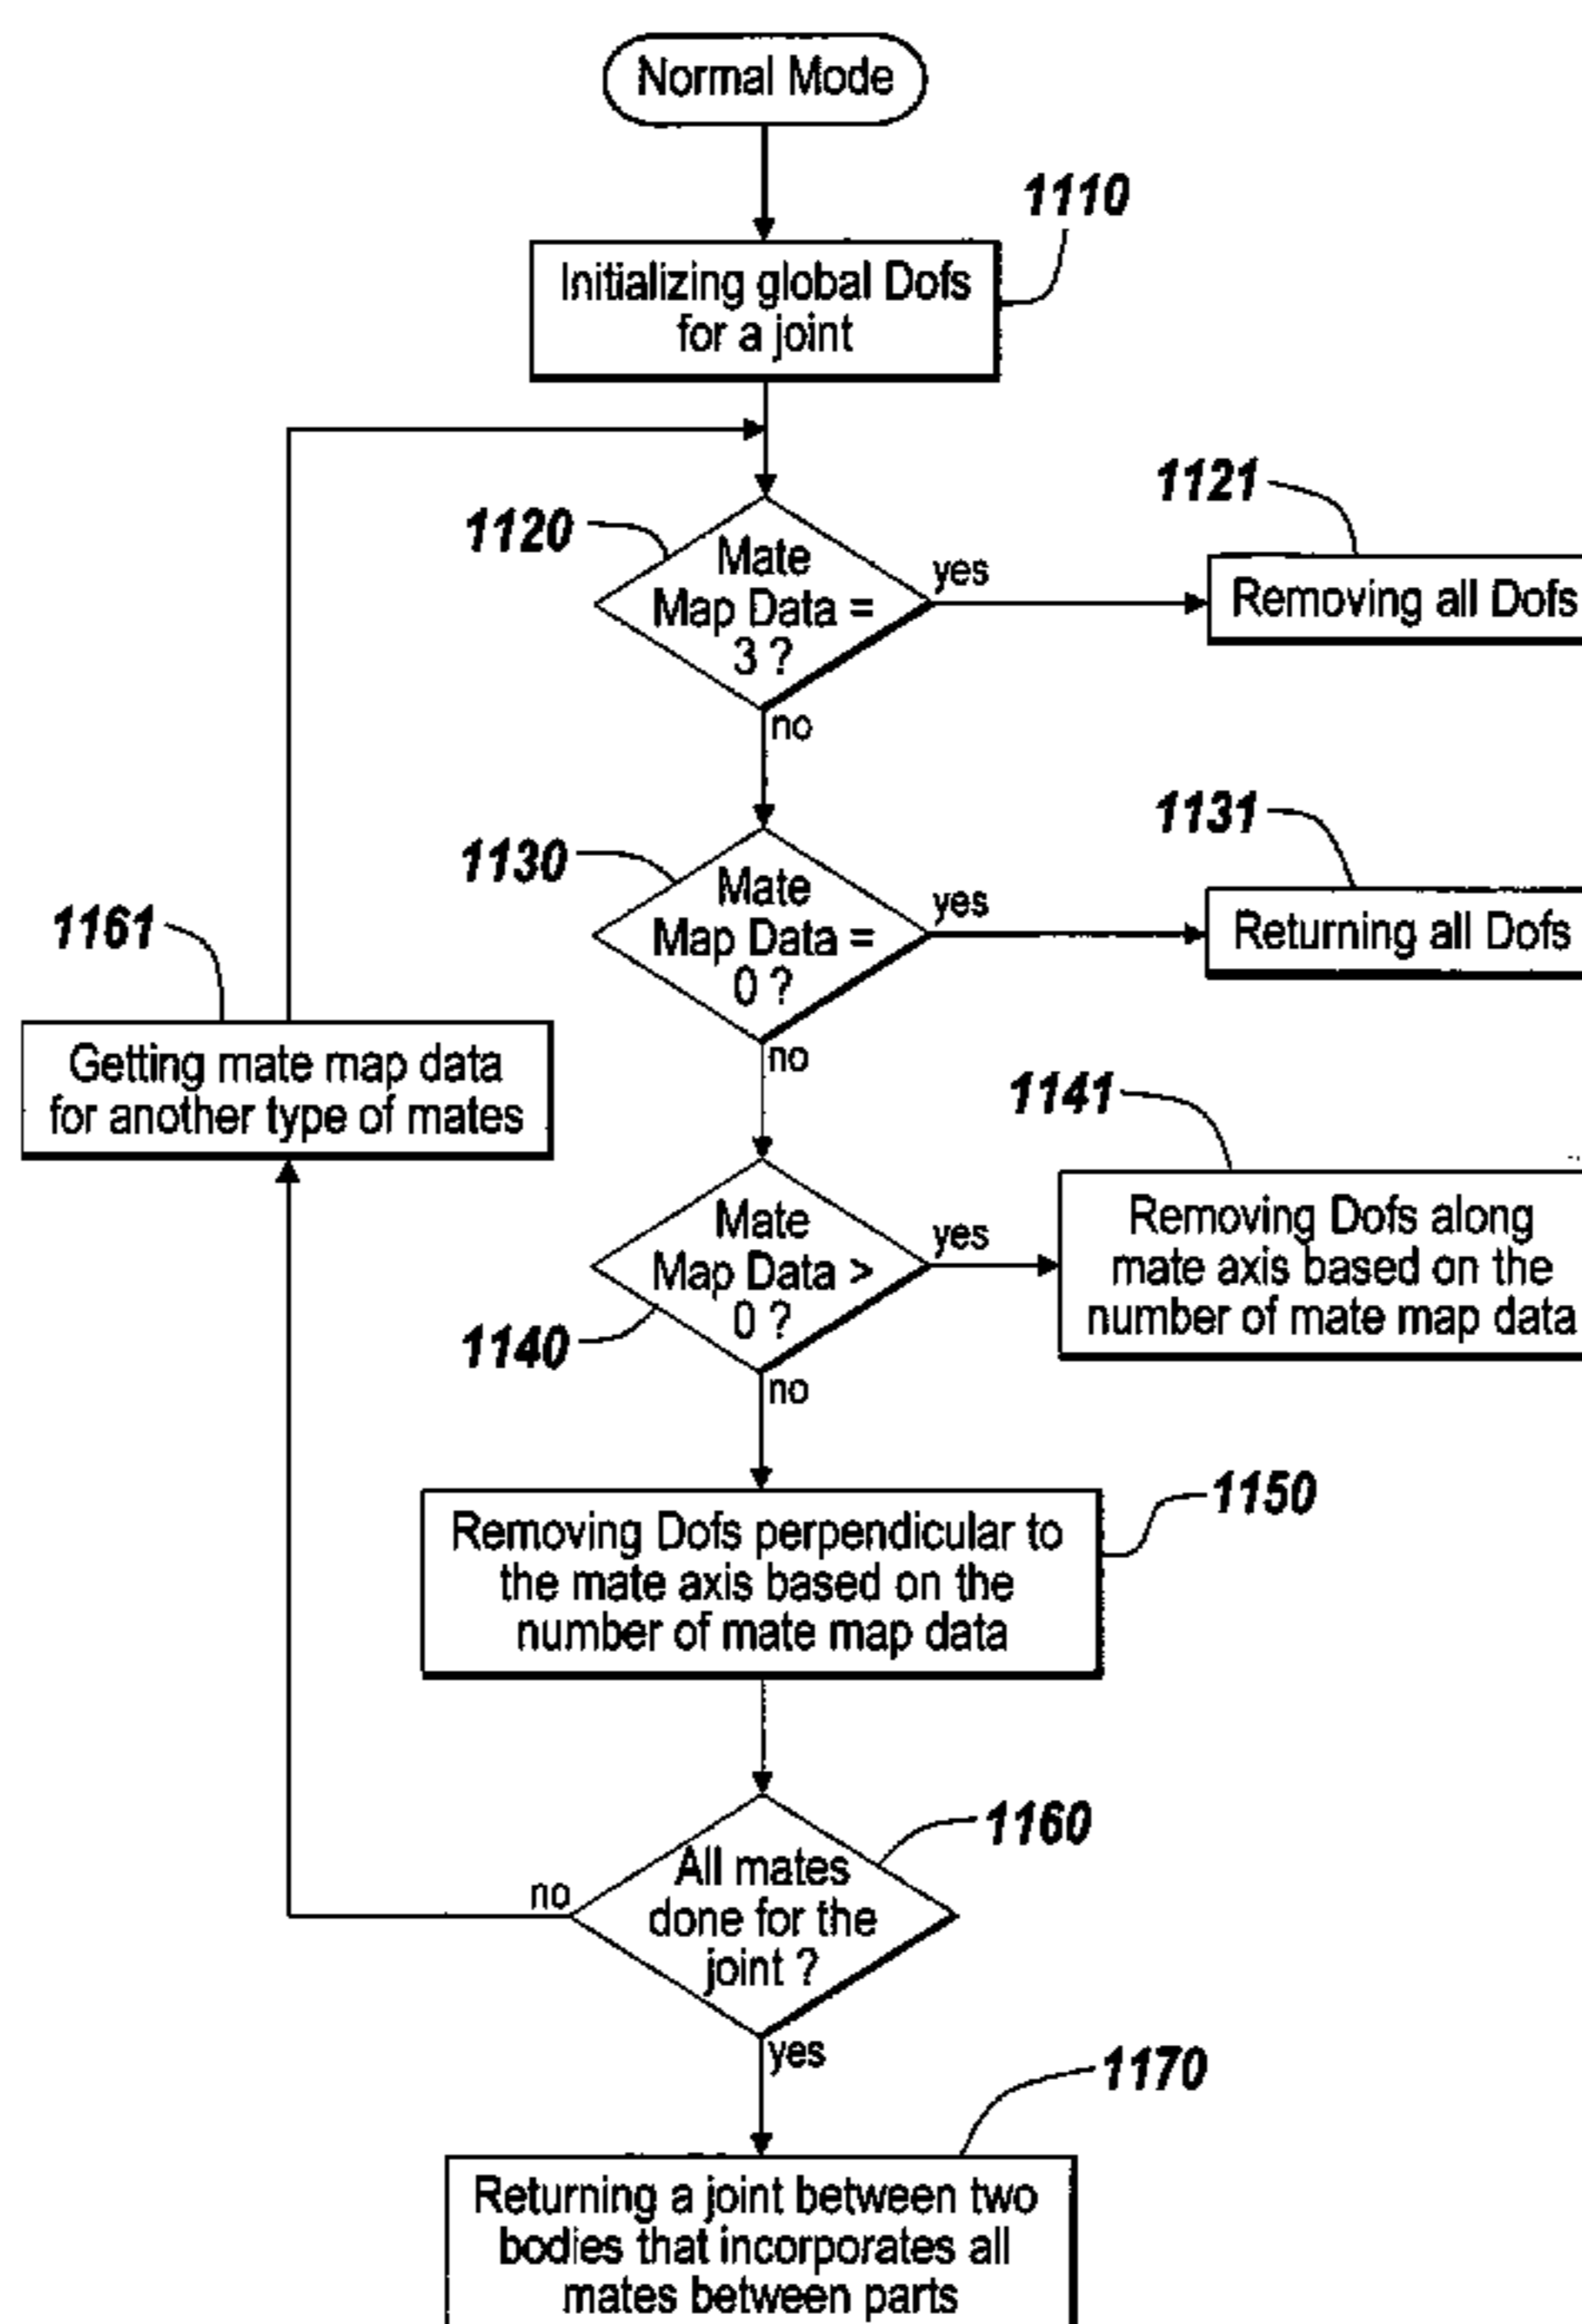 Normal Mode
1110
Initializing global Dofs
for a joint
1120
Mate
Map Data =
3 ?
yes
1121
Removing all Dofs
no
1130
Mate
Map Data =
0 ?
yes
1131
Returning all Dofs
no
1161
Getting mate map data
for another type of mates
1140
Mate
Map Data >
0 ?
yes
1141
Removing Dofs along
mate axis based on the
number of mate map data
no
1150
Removing Dofs perpendicular to
the mate axis based on the
number of mate map data
1160
All mates
done for the
joint ?
no
yes
1170
Returning a joint between two
bodies that incorporates all
mates between parts